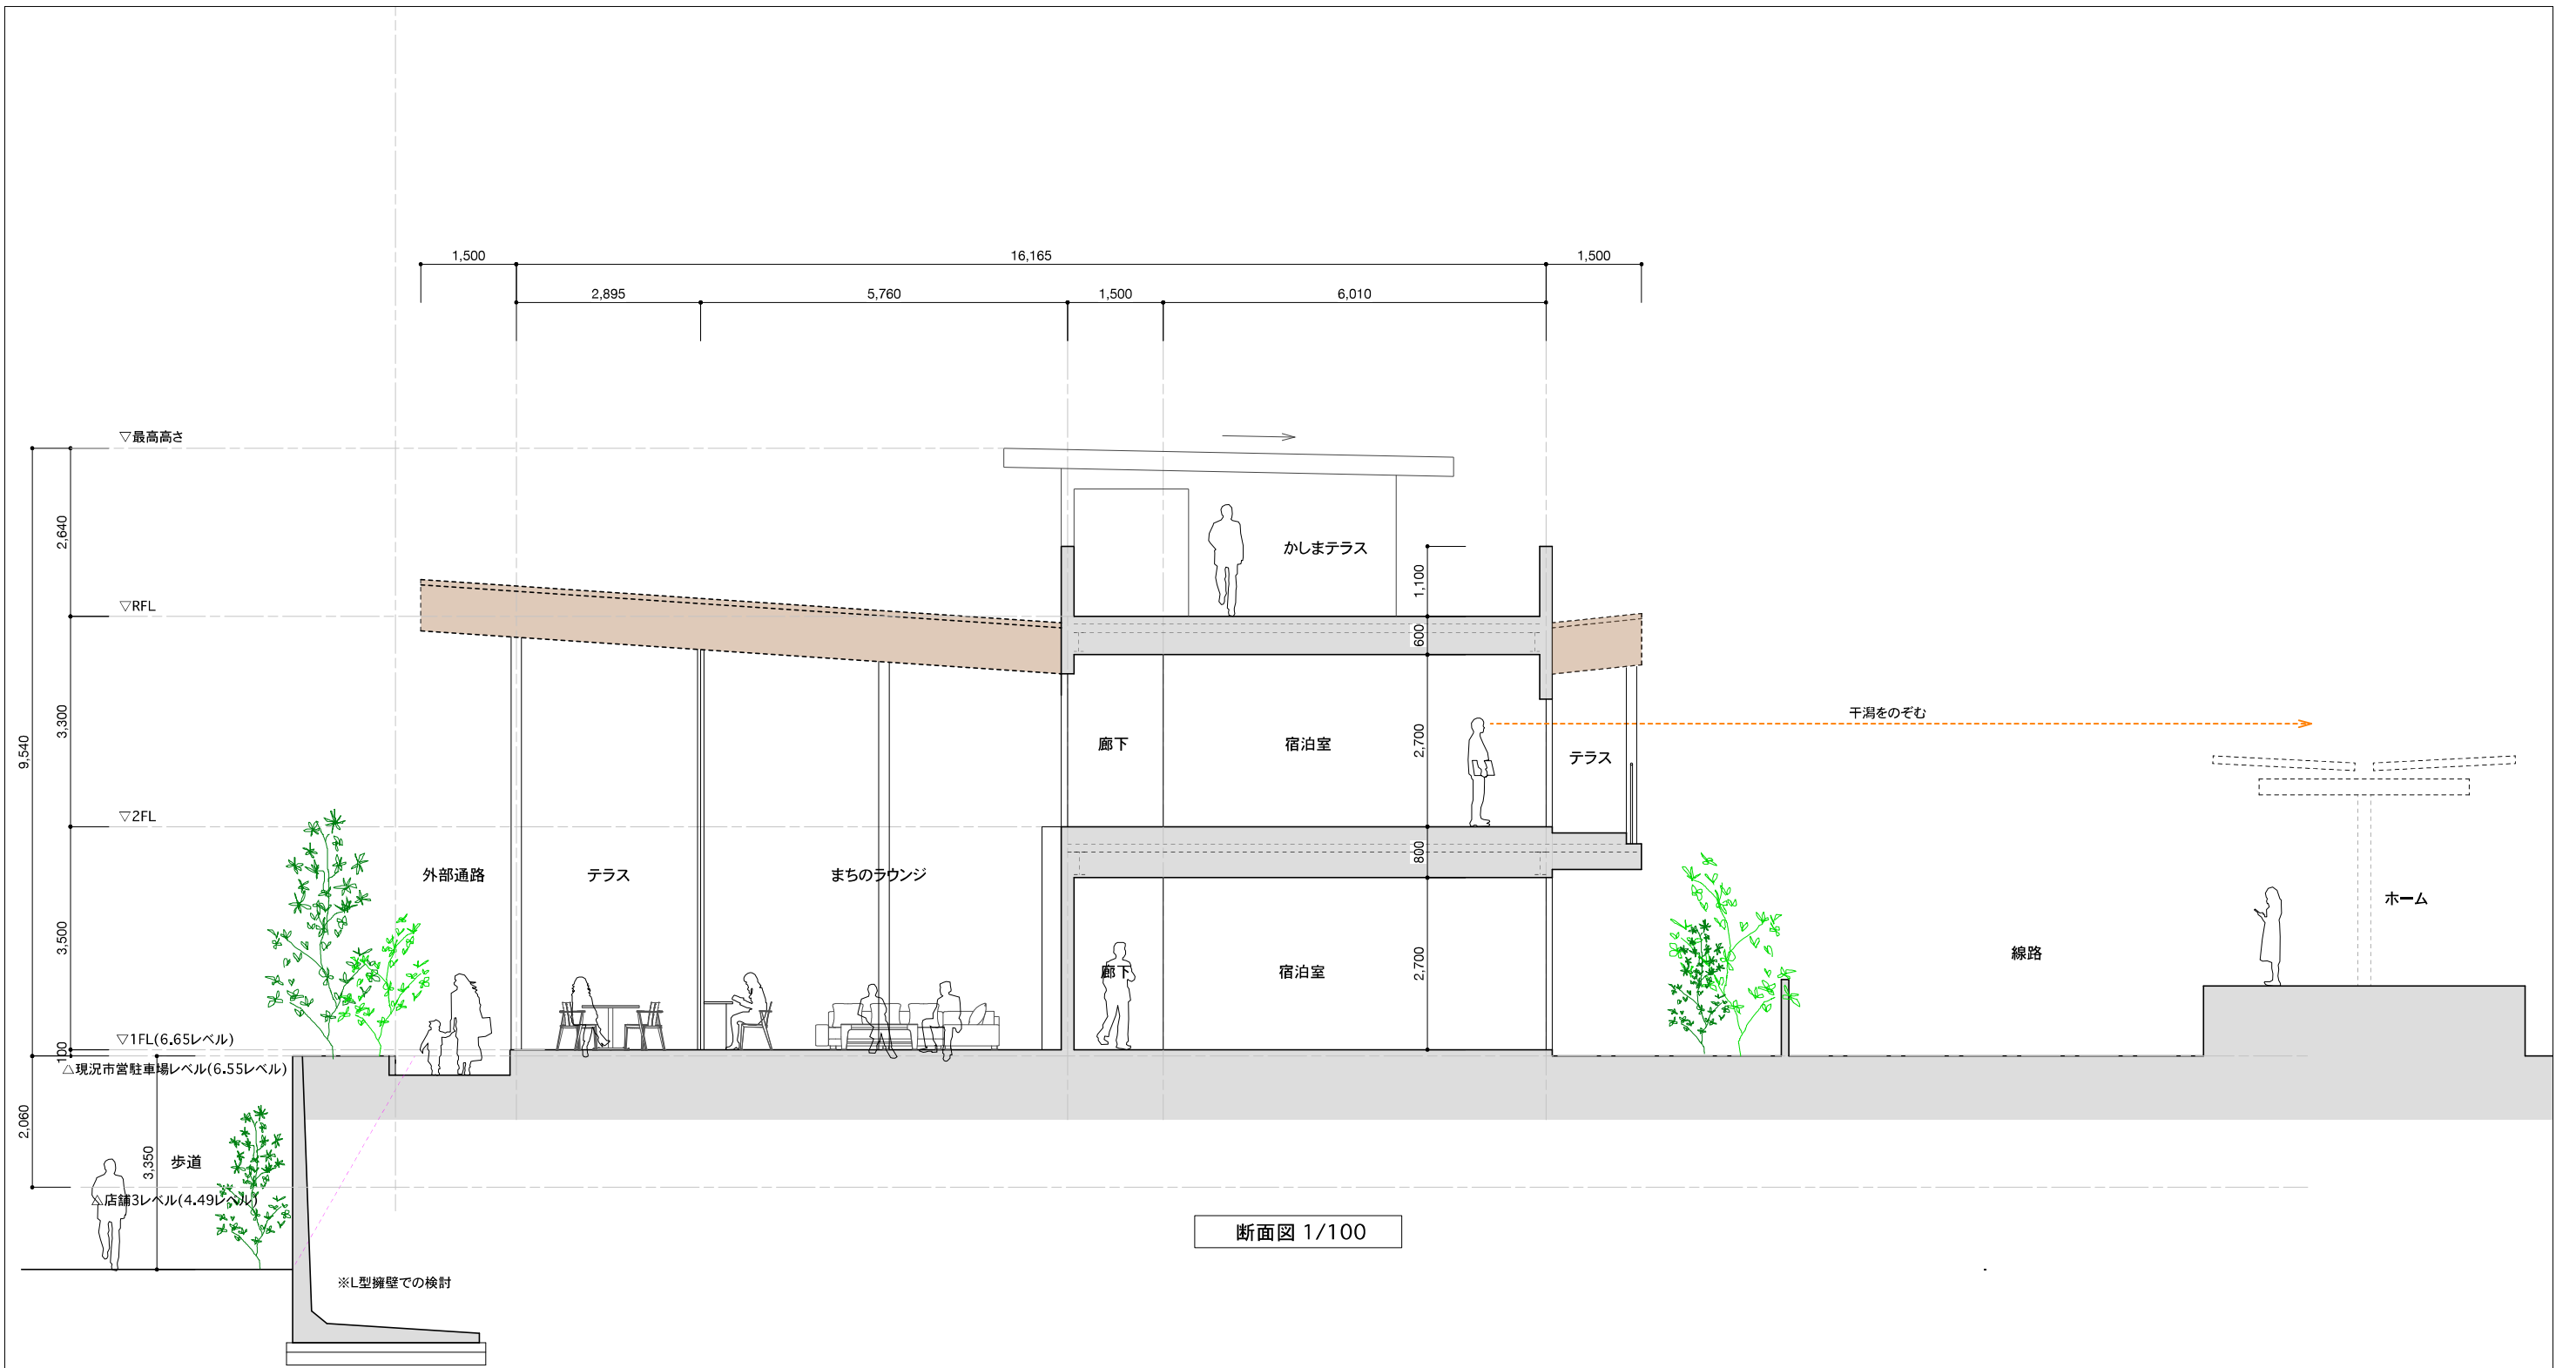 1,500
16,165
1,500
2,895
5,760
1,500
6,010
▽最高高さ
2,640
かしまテラス
1,100
▽RFL
600
9,540
3,300
干潟をのぞむ
廊下
宿泊室
2,700
テラス
▽2FL
800
外部通路
テラス
まちのラウンジ
ホーム
3,500
線路
廊下
宿泊室
2,700
▽1FL(6.65レベル)
100
△現況市営駐車場レベル(6.55レベル)
2,060
3,350
歩道
△店舗3レベル(4.49レベル)
断面図 1/100
※L型擁壁での検討